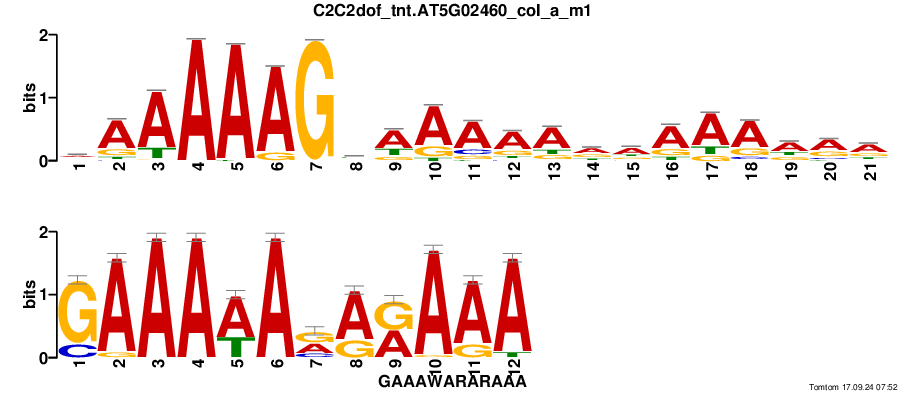 C2C2dof_tnt.AT5G02460_col_a_m1
bits
2
1
0
1 2 3 4 5 6 7 8 9 10 11 12 13 14 15 16 17 18 19 20 21
A A A A A G A A A A A A A A A A A A A
bits
2
1
0
G A A A A A G A G A A A
C G T A G A G
1 2 3 4 5 6 7 8 9 10 11 12
GAAAWARARAAA
Tomtom 17.09.24 07:52